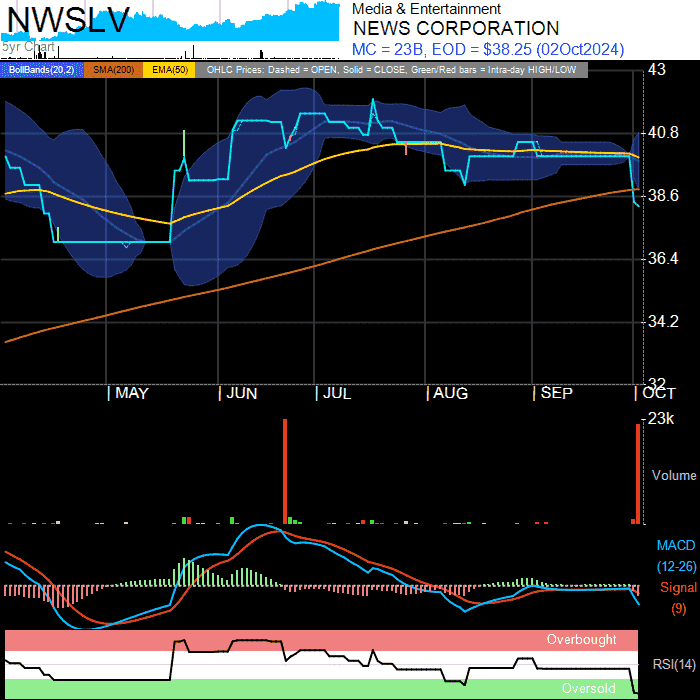 NWSLV
5yr Chart
Media & Entertainment
NEWS CORPORATION
MC = 23B, EOD = $38.25 (02Oct2024)
BollBands(20,2) SMA(200) EMA(50) OHLC Prices: Dashed = OPEN, Solid = CLOSE, Green/Red bars = Intra-day HIGH/LOW
43
40.8
38.6
36.4
34.2
32
MAY JUN JUL AUG SEP OCT
23k
Volume
MACD
(12-26)
Signal
(9)
Overbought
RSI(14)
Oversold